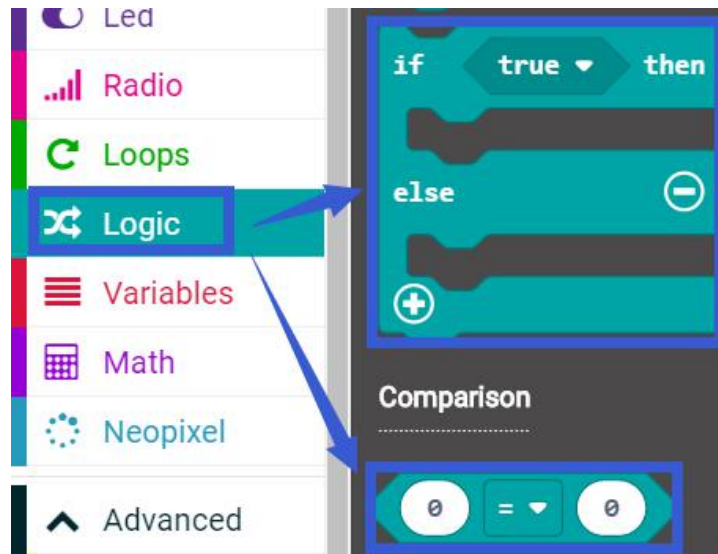 Led
Radio
Loops
Logic
Variables
Math
Neopixel
Advanced
if true then
else
Comparison
0 = 0